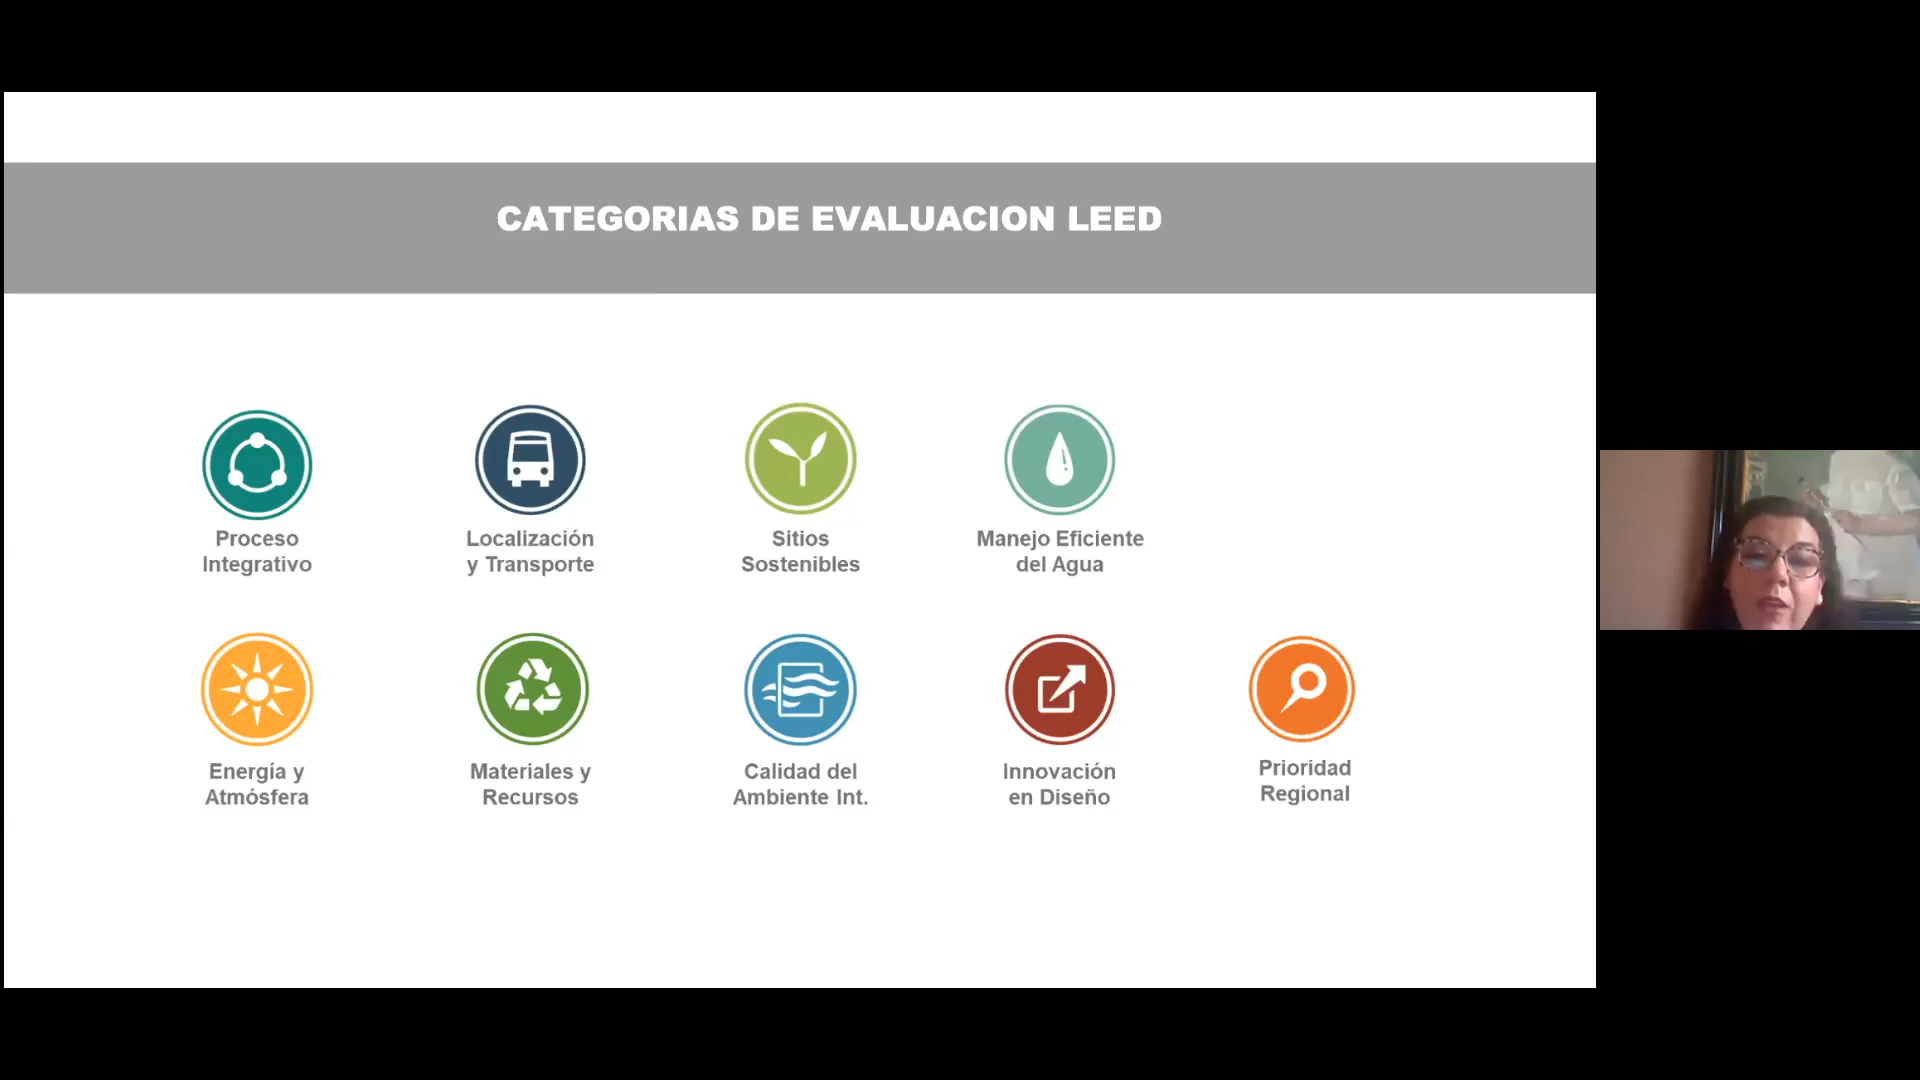 CATEGORIAS DE EVALUACION LEED
Proceso
Integrativo
Localización
y Transporte
Sitios
Sostenibles
Manejo Eficiente
del Agua
Energía y
Atmósfera
Materiales y
Recursos
Calidad del
Ambiente Int.
Innovación
en Diseño
Prioridad
Regional